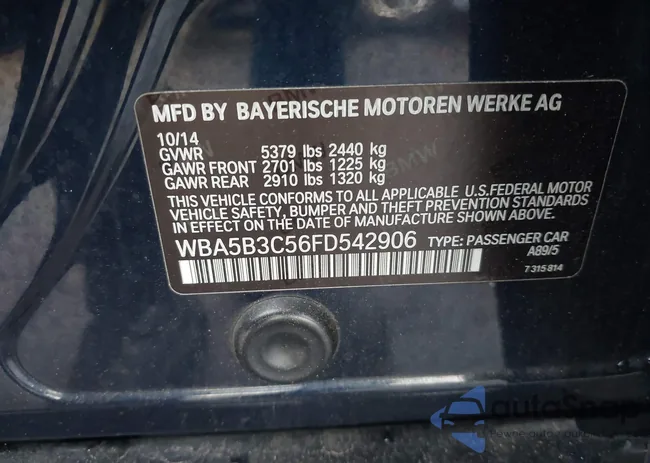 MFD BY BAYERISCHE MOTOREN WERKE AG
10/14
GVWR 5379 lbs 2440 kg
GAWR FRONT 2701 lbs 1225 kg
GAWR REAR 2910 lbs 1320 kg
THIS VEHICLE CONFORMS TO ALL APPLICABLE U.S.FEDERAL MOTOR
VEHICLE SAFETY, BUMPER AND THEFT PREVENTION STANDARDS
IN EFFECT ON THE DATE OF MANUFACTURE SHOWN ABOVE.
WBA5B3C56FD542906 TYPE: PASSENGER CAR
A89/5
7 315 814